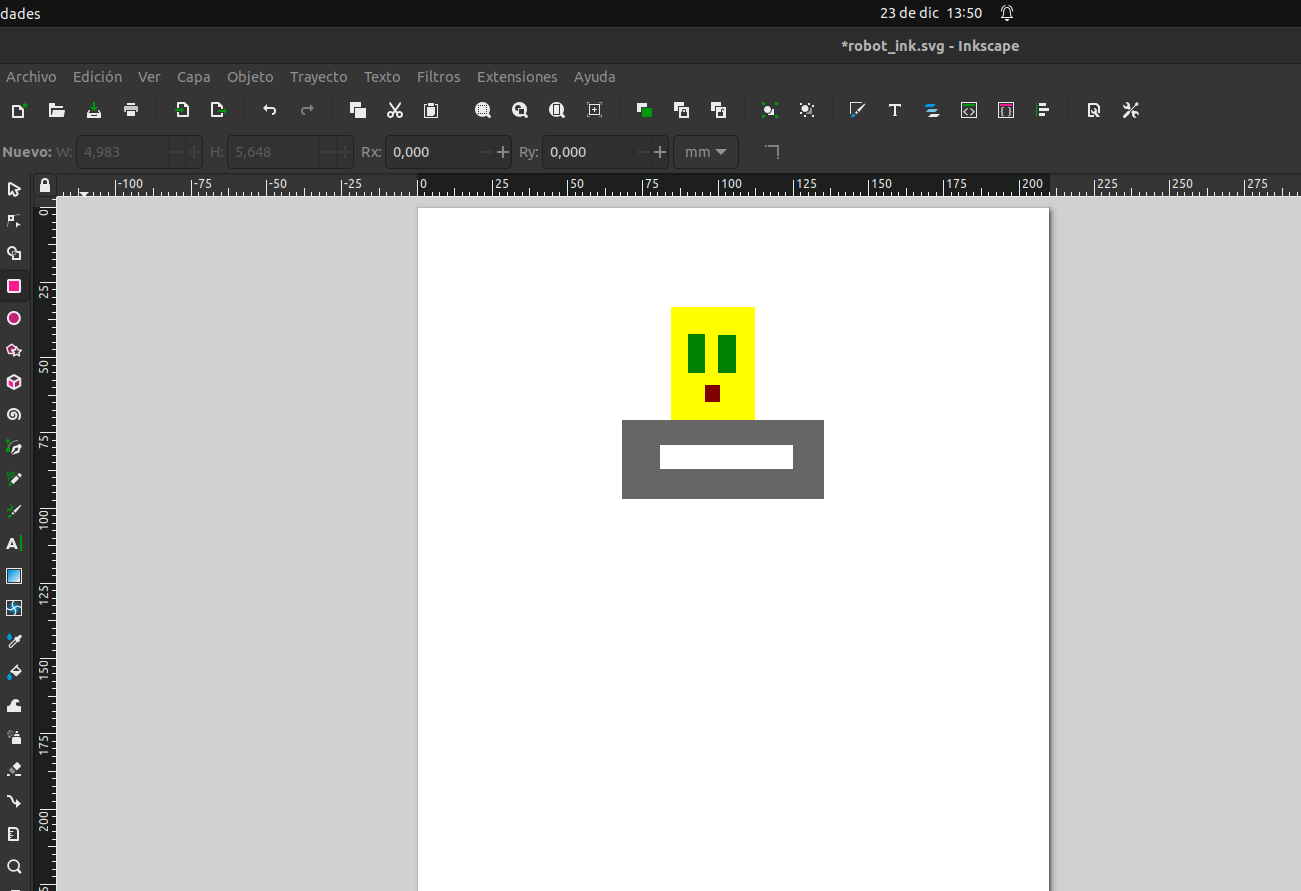 dades
23 de dic 13:50
*robot_ink.svg - Inkscape
Archivo Edición Ver Capa Objeto Trayecto Texto Filtros Extensiones Ayuda
Nuevo: W: 4,983 H: 5,648 Rx: 0,000 Ry: 0,000 mm
-100 -75 -50 -25 0 25 50 75 100 125 150 175 200 225 250 275
0
25
50
75
100
125
150
175
200